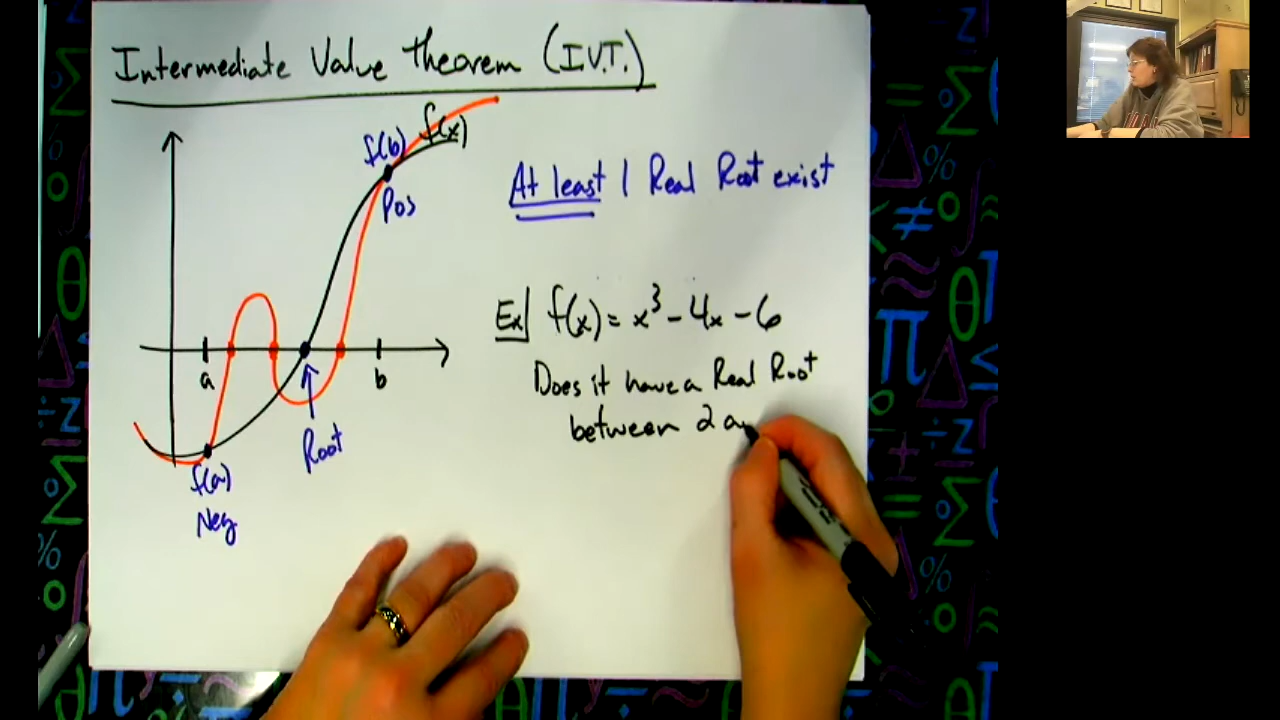 Intermediate Value Theorem (I.V.T.)
f(b)
f(x)
Pos
At least 1 Real Root exist
a
b
Root
f(a)
Neg
Ex f(x) = x³ - 4x - 6
Does it have a Real Root
between 2 an